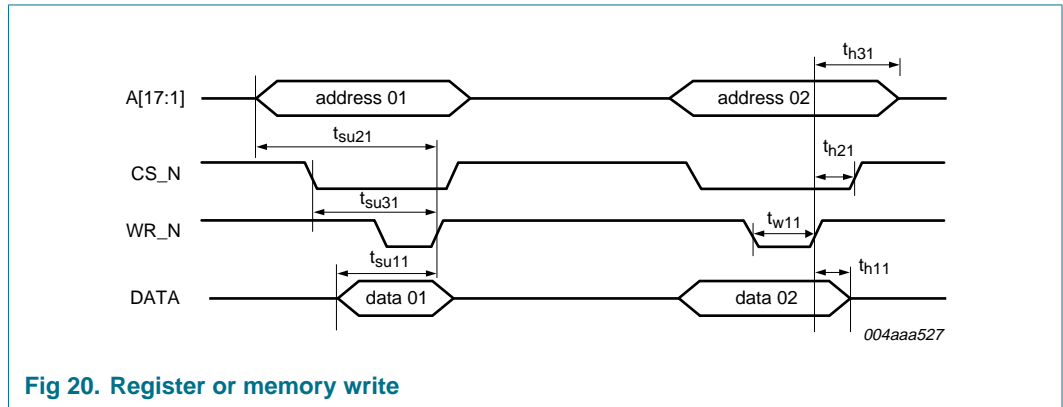 t_h31
A[17:1] address 01 address 02
t_su21
t_h21
CS_N
t_su31
t_w11
WR_N
t_su11
t_h11
DATA data 01 data 02
004aaa527
Fig 20. Register or memory write